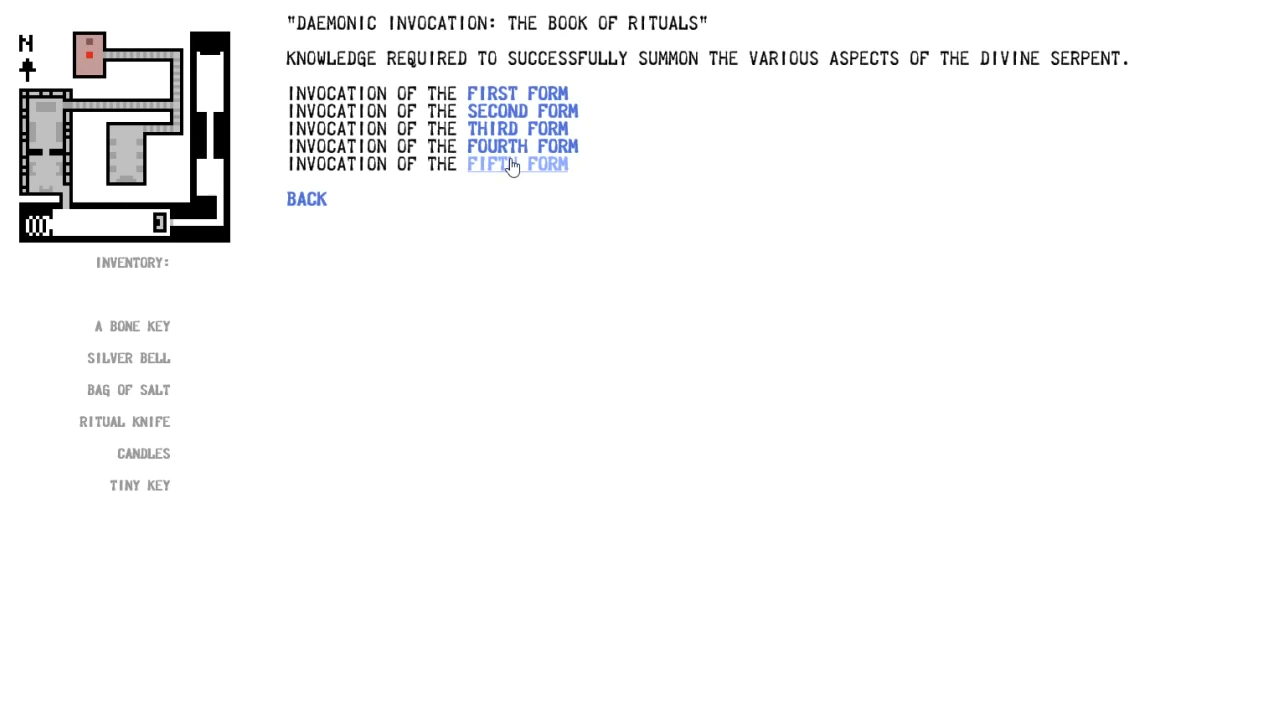 N
"DAEMONIC INVOCATION: THE BOOK OF RITUALS"
KNOWLEDGE REQUIRED TO SUCCESSFULLY SUMMON THE VARIOUS ASPECTS OF THE DIVINE SERPENT.
INVOCATION OF THE FIRST FORM
INVOCATION OF THE SECOND FORM
INVOCATION OF THE THIRD FORM
INVOCATION OF THE FOURTH FORM
INVOCATION OF THE FIFTH FORM
BACK
INVENTORY:
A BONE KEY
SILVER BELL
BAG OF SALT
RITUAL KNIFE
CANDLES
TINY KEY